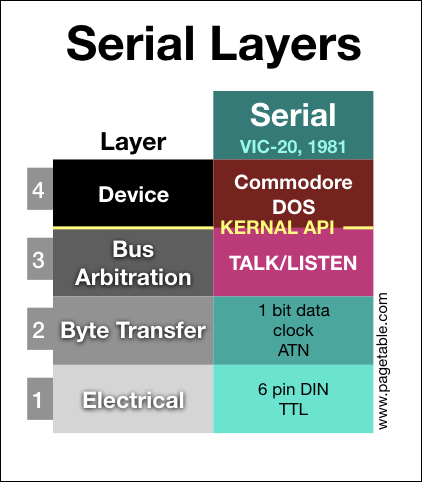 Serial Layers
Layer
Serial
VIC-20, 1981
4
Device
Commodore
DOS
KERNAL API
3
Bus
Arbitration
TALK/LISTEN
2
Byte Transfer
1 bit data
clock
ATN
1
Electrical
6 pin DIN
TTL
www.pagetable.com